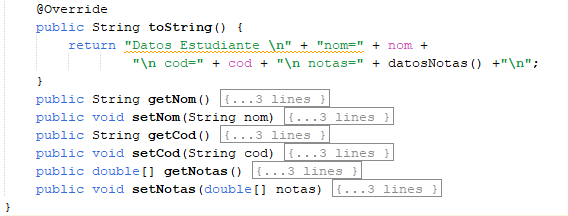 @Override
public String toString() {
return "Datos Estudiante \n" + "nom=" + nom +
"\n cod=" + cod + "\n notas=" + datosNotas() +"\n";
}
public String getNom() {...3 lines }
public void setNom(String nom) {...3 lines }
public String getCod() {...3 lines }
public void setCod(String cod) {...3 lines }
public double[] getNotas() {...3 lines }
public void setNotas(double[] notas) {...3 lines }
}